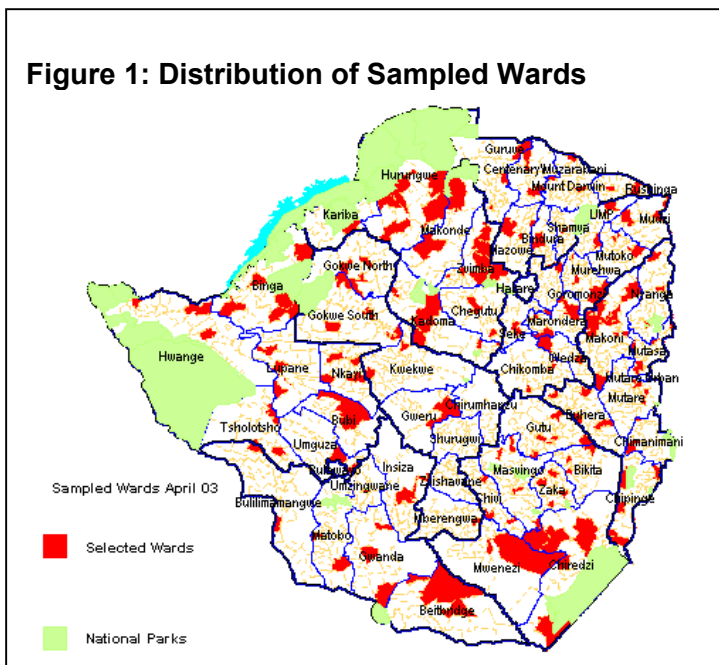 Figure 1: Distribution of Sampled Wards
Guruve
Centenary
Muzarabani
Hurungwe
Mount Darwin
Rushinga
Kariba
UMP
Mudzi
Makonde
Shamva
Bindura
Mazowe
Mutoko
Gokwe North
Zvimba
Murehwa
Binga
Harare
Goromonzi
Nyanga
Chegutu
Gokwe South
Kadoma
Seke
Marondera
Makoni
Hwange
Wedza
Mutasa
Lupane
Nkayi
Kwekwe
Chikomba
Mutare Urban
Mutare
Chirumhanzu
Buhera
Bubi
Gweru
Gutu
Tsholotsho
Shurugwi
Chimanimani
Umguza
Bulawayo
Insiza
Masvingo
Bikita
Sampled Wards April 03
Umzingwane
Zvishavane
Zaka
Chivi
Chipinge
Bulilimamangwe
Mberengwa
Matobo
Selected Wards
Gwanda
Mwenezi
Chiredzi
Beitbridge
National Parks